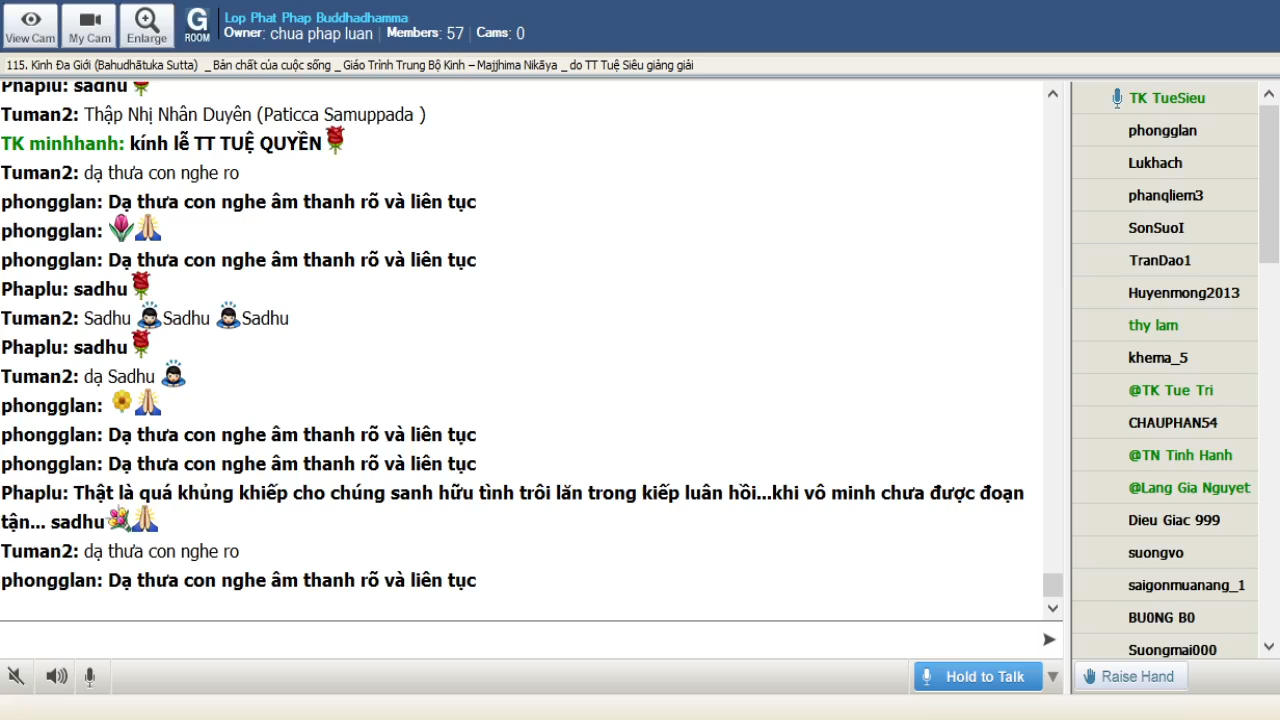 View Cam
My Cam
Enlarge
G
ROOM
Lop Phat Phap Buddhadhamma
Owner: chua phap luan | Members: 57 | Cams: 0
115. Kinh Đa Giới (Bahudhātuka Sutta) _ Bản chất của cuộc sống _ Giáo Trình Trung Bộ Kinh – Majjhima Nikāya _ do TT Tuệ Siêu giảng giải
Phaplu: sadhu
Tuman2: Thập Nhị Nhân Duyên (Paticca Samuppada )
TK minhhanh: kính lễ TT TUỆ QUYỀN
Tuman2: dạ thưa con nghe ro
phongglan: Dạ thưa con nghe âm thanh rõ và liên tục
phongglan:
phongglan: Dạ thưa con nghe âm thanh rõ và liên tục
Phaplu: sadhu
Tuman2: Sadhu Sadhu Sadhu
Phaplu: sadhu
Tuman2: dạ Sadhu
phongglan:
phongglan: Dạ thưa con nghe âm thanh rõ và liên tục
phongglan: Dạ thưa con nghe âm thanh rõ và liên tục
Phaplu: Thật là quá khủng khiếp cho chúng sanh hữu tình trôi lăn trong kiếp luân hồi...khi vô minh chưa được đoạn
tận... sadhu
Tuman2: dạ thưa con nghe ro
phongglan: Dạ thưa con nghe âm thanh rõ và liên tục
TK TueSieu
phongglan
Lukhach
phanqliem3
SonSuoI
TranDao1
Huyenmong2013
thy lam
khema_5
@TK Tue Tri
CHAUPHAN54
@TN Tinh Hanh
@Lang Gia Nguyet
Dieu Giac 999
suongvo
saigonmuanang_1
BU0NG B0
Suongmai000
Hold to Talk
Raise Hand